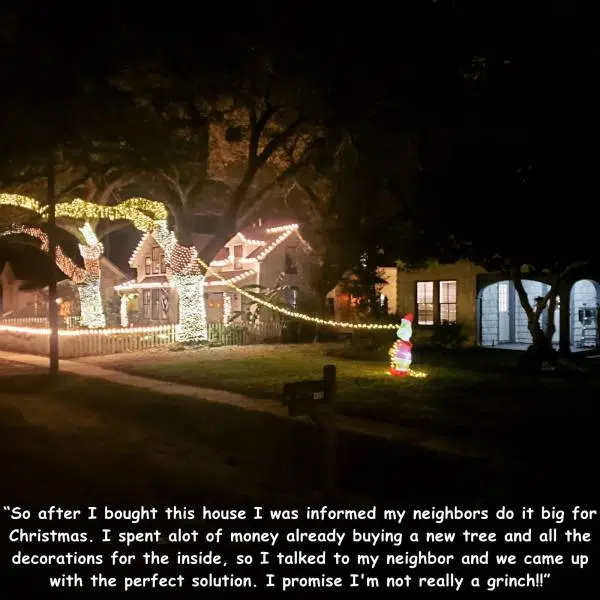 “So after I bought this house I was informed my neighbors do it big for
Christmas. I spent alot of money already buying a new tree and all the
decorations for the inside, so I talked to my neighbor and we came up
with the perfect solution. I promise I'm not really a grinch!!”